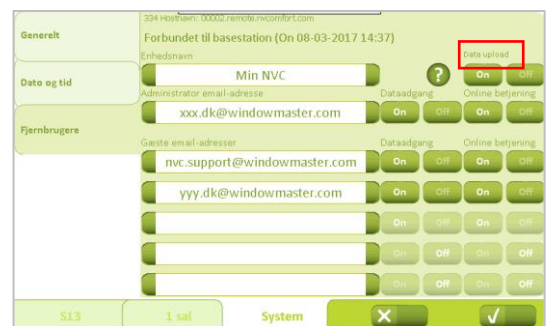 334 Hostnavn: 00002.remote.nvcomfort.com
Generelt
Forbundet til basestation (On 08-03-2017 14:37)
Enhedsnavn
Data upload
Min NVC
?
On Off
Dato og tid
Administrator email-adresse
Dataadgang
Online betjening
xxx.dk@windowmaster.com
On Off
On Off
Fjernbrugere
Gæste email-adresser
Dataadgang
Online betjening
nvc.support@windowmaster.com
On Off
On Off
yyy.dk@windowmaster.com
On Off
On Off
On Off
On Off
On Off
On Off
On Off
On Off
S13
1 sal
System